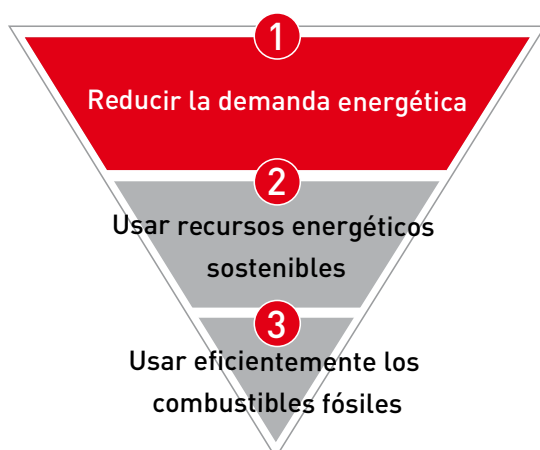 1
Reducir la demanda energética
2
Usar recursos energéticos
sostenibles
3
Usar eficientemente los
combustibles fósiles